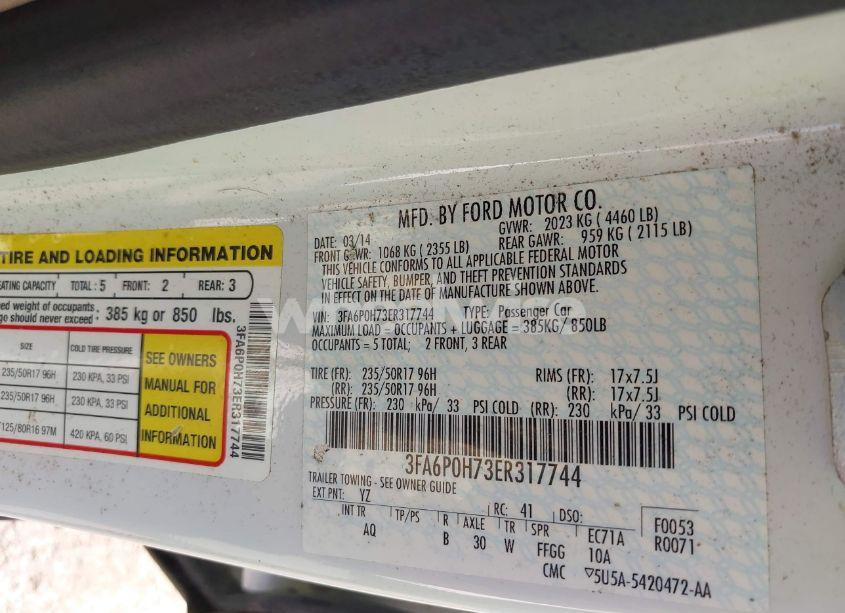 TIRE AND LOADING INFORMATION
EATING CAPACITY TOTAL: 5 FRONT: 2 REAR: 3
ed weight of occupants.
go should never exceed: 385 kg or 850 lbs.
SIZE COLD TIRE PRESSURE
235/50R17 96H 230 KPA, 33 PSI
235/50R17 96H 230 KPA, 33 PSI
T125/80R16 97M 420 KPA, 60 PSI
SEE OWNERS
MANUAL FOR
ADDITIONAL
INFORMATION
3FA6P0H73ER317744
MFD. BY FORD MOTOR CO.
DATE: 03/14 GVWR: 2023 KG ( 4460 LB)
FRONT GAWR: 1068 KG ( 2355 LB) REAR GAWR: 959 KG ( 2115 LB)
THIS VEHICLE CONFORMS TO ALL APPLICABLE FEDERAL MOTOR
VEHICLE SAFETY, BUMPER, AND THEFT PREVENTION STANDARDS
IN EFFECT ON THE DATE OF MANUFACTURE SHOWN ABOVE.
VIN: 3FA6P0H73ER317744 TYPE: Passenger Car
MAXIMUM LOAD = OCCUPANTS + LUGGAGE = 385KG/ 850LB
OCCUPANTS = 5 TOTAL; 2 FRONT, 3 REAR
TIRE (FR): 235/50R17 96H RIMS (FR): 17x7.5J
(RR): 235/50R17 96H (RR): 17x7.5J
PRESSURE (FR): 230 kPa/ 33 PSI COLD (RR): 230 kPa/ 33 PSI COLD
3FA6P0H73ER317744
TRAILER TOWING - SEE OWNER GUIDE
EXT PNT: YZ RC: 41 DSO: F0053
INT TR TP/PS R AXLE TR SPR EC71A R0071
AQ B 30 W FFGG 10A
CMC ▽5U5A-5420472-AA